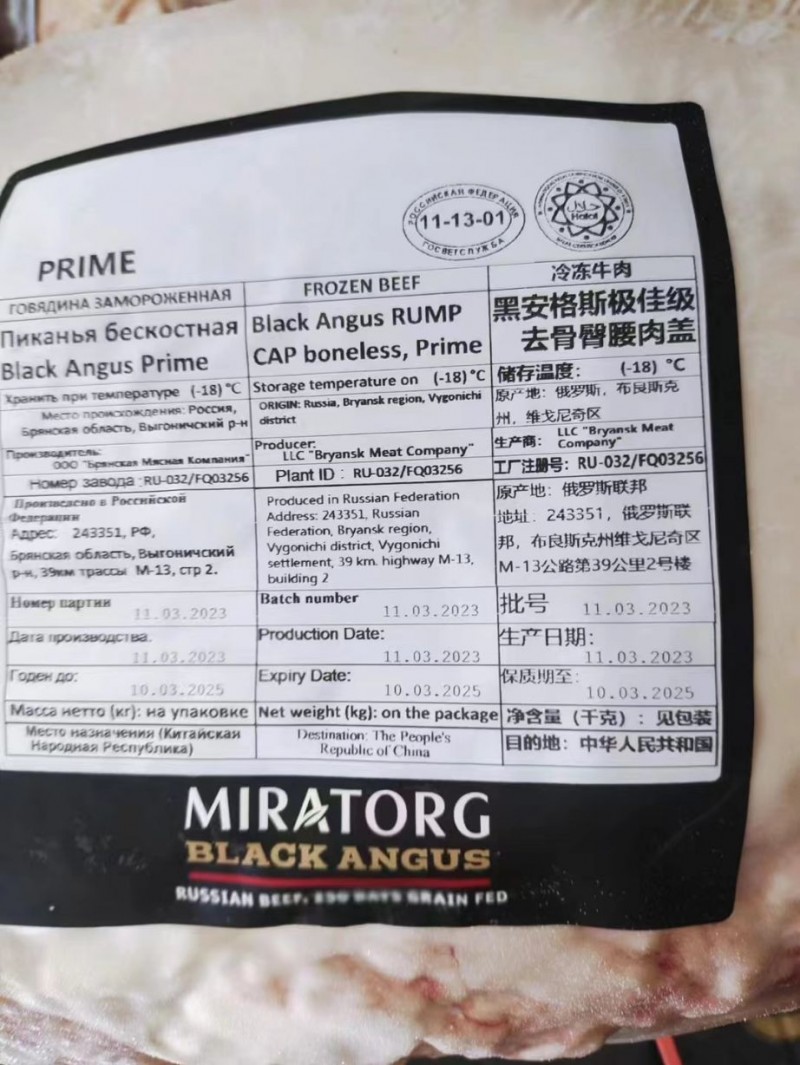 РОССИЙСКАЯ ФЕДЕРАЦИЯ
11-13-01
ГОСВЕТСЛУЖБА
حلال
Halal
PRIME
ГОВЯДИНА ЗАМОРОЖЕННАЯ
Пиканья бескостная
Black Angus Prime
Хранить при температуре (-18) °C
Место происхождения: Россия,
Брянская область, Выгоничский р-н
Производитель:
ООО "Брянская Мясная Компания"
Номер завода :RU-032/FQ03256
Произведено в Российской
Федерации
Адрес: 243351, РФ,
Брянская область, Выгоничский
р-н, 39км трассы М-13, стр 2.
Номер партии
11.03.2023
Дата производства:
11.03.2023
Годен до:
10.03.2025
Масса нетто (кг): на упаковке
Место назначения (Китайская
Народная Республика)
FROZEN BEEF
Black Angus RUMP
CAP boneless, Prime
Storage temperature on (-18) °C
ORIGIN: Russia, Bryansk region, Vygonichi
district
Producer:
LLC "Bryansk Meat Company"
Plant ID : RU-032/FQ03256
Produced in Russian Federation
Address: 243351, Russian
Federation, Bryansk region,
Vygonichi district, Vygonichi
settlement, 39 km. highway M-13,
building 2
Batch number
11.03.2023
Production Date:
11.03.2023
Expiry Date:
10.03.2025
Net weight (kg): on the package
Destination: The People's
Republic of China
冷冻牛肉
黑安格斯极佳级
去骨臀腰肉盖
储存温度: (-18) °C
原产地: 俄罗斯, 布良斯克
州, 维戈尼奇区
生产商: LLC "Bryansk Meat
Company"
工厂注册号: RU-032/FQ03256
原产地: 俄罗斯联邦
地址: 243351, 俄罗斯联
邦, 布良斯克州维戈尼奇区
M-13公路第39公里2号楼
批号 11.03.2023
生产日期:
11.03.2023
保质期至:
10.03.2025
净含量 (千克) : 见包装
目的地: 中华人民共和国
MIRATORG
BLACK ANGUS
RUSSIAN BEEF. DAYS GRAIN FED